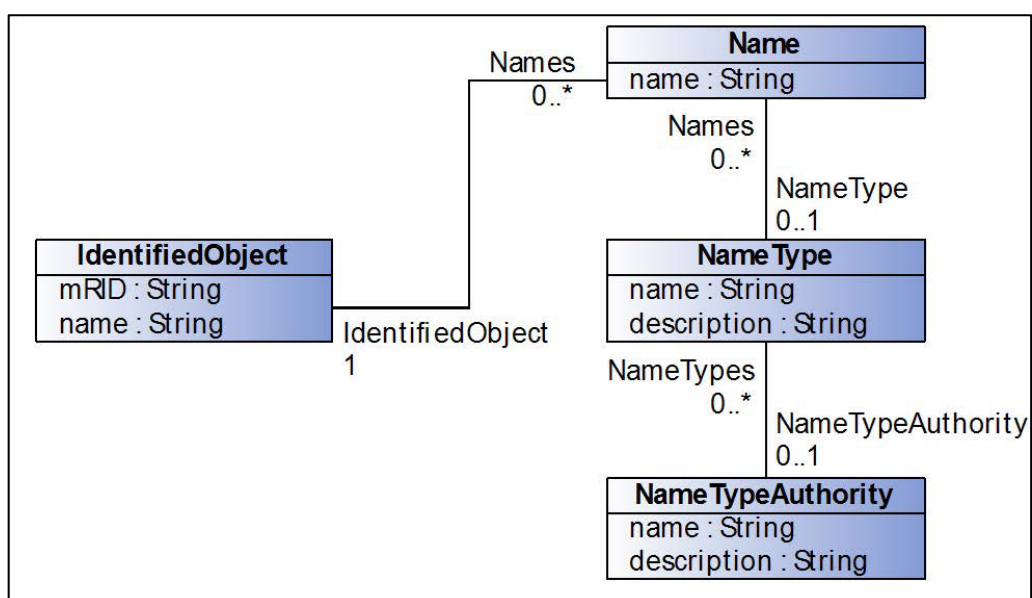 Name
name : String
Names
0..*
Names
0..*
NameType
0..1
IdentifiedObject
mRID : String
name : String
IdentifiedObject
1
NameType
name : String
description : String
NameTypes
0..*
NameTypeAuthority
0..1
NameTypeAuthority
name : String
description : String